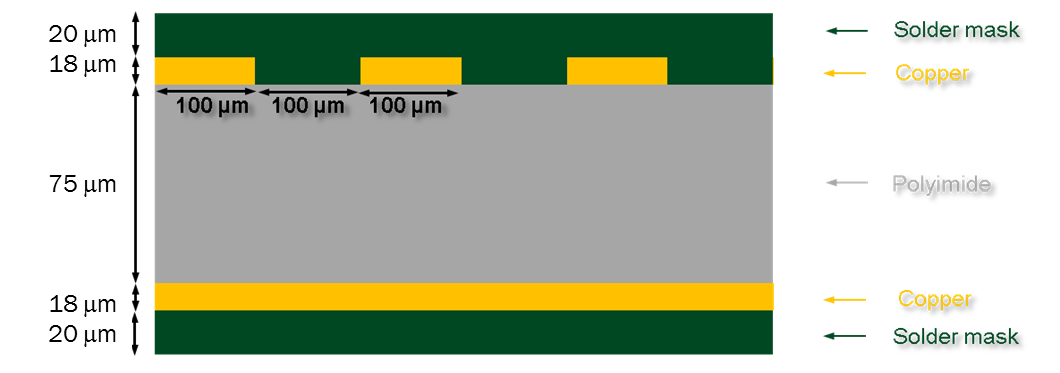 20 µm
Solder mask
18 µm
Copper
100 µm
100 µm
100 µm
75 µm
Polyimide
18 µm
Copper
20 µm
Solder mask